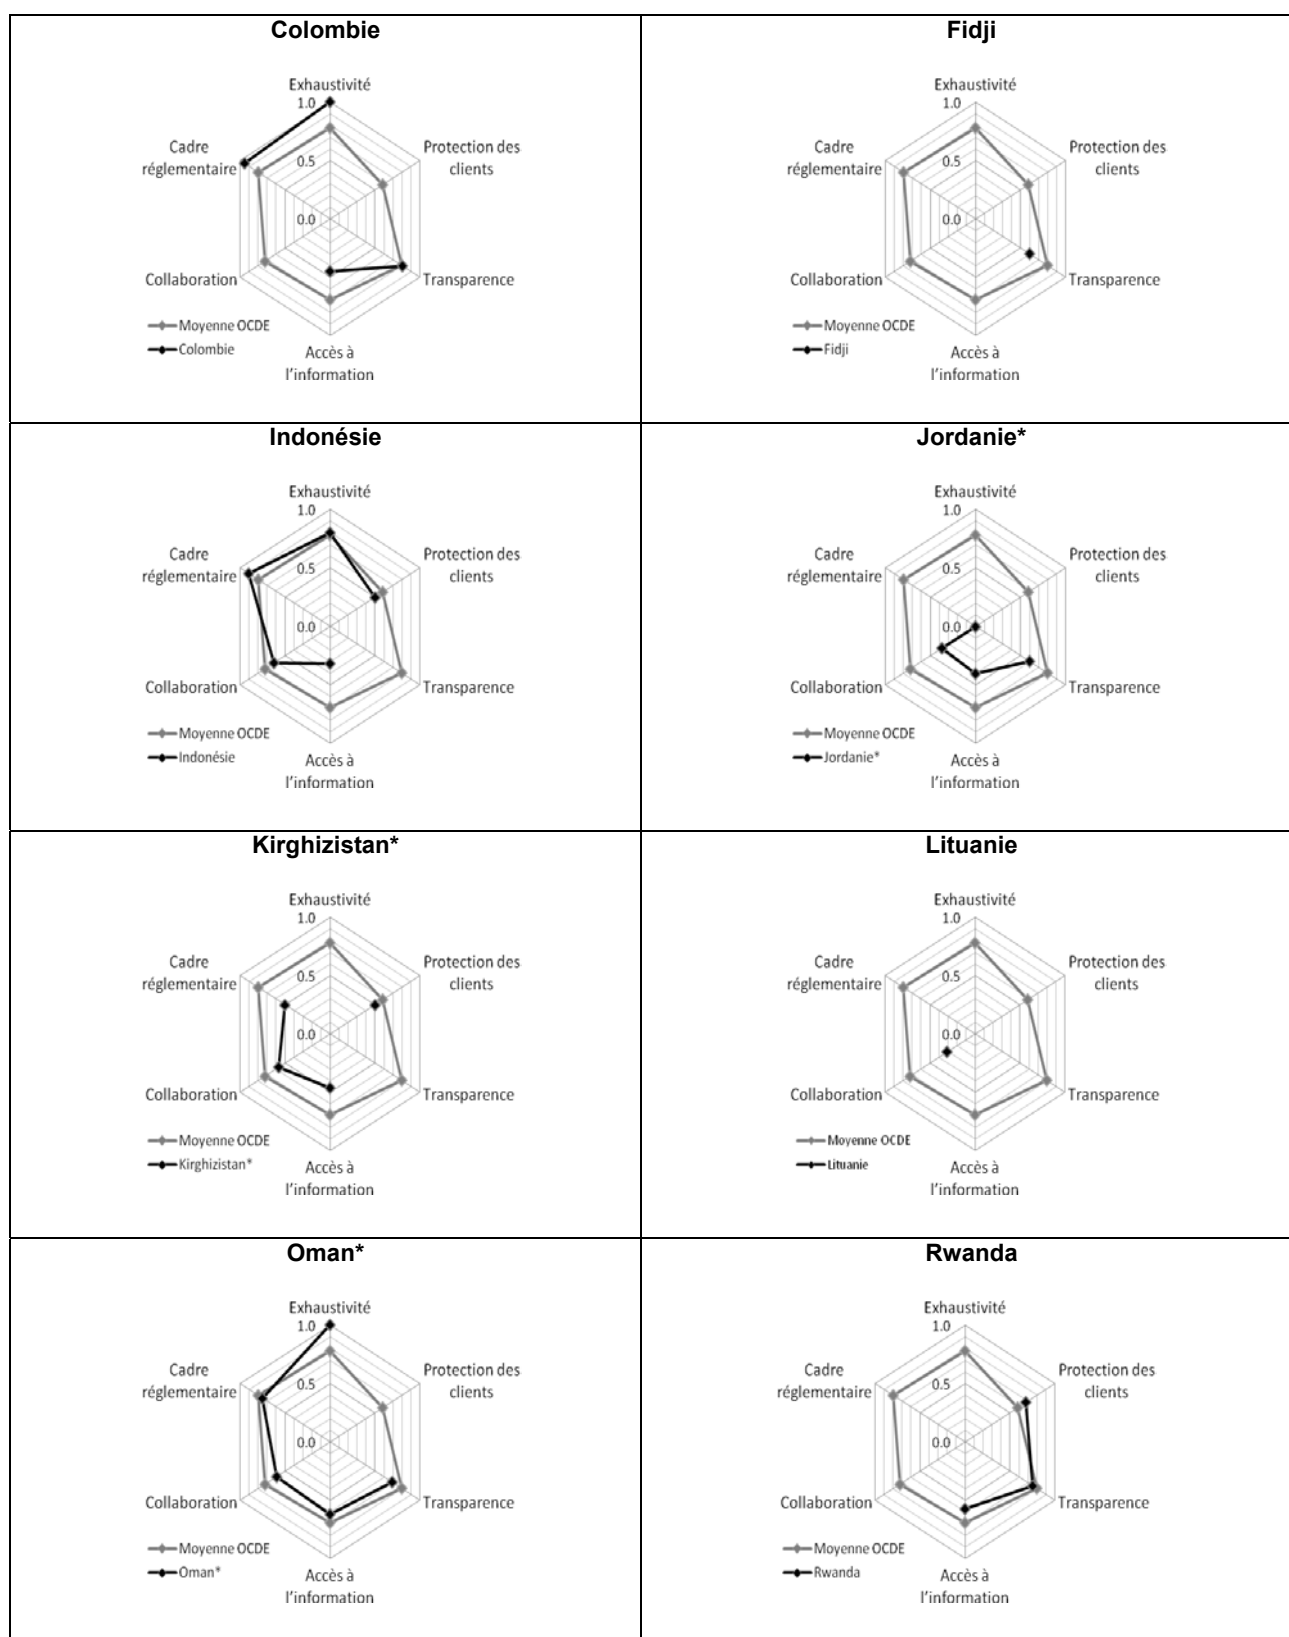 Colombie
Exhaustivité
1.0
Cadre
réglementaire
Protection des
clients
0.5
0.0
Collaboration
Transparence
Moyenne OCDE
Colombie
Accès à
l'information
Fidji
Exhaustivité
1.0
Cadre
réglementaire
Protection des
clients
0.5
0.0
Collaboration
Transparence
Moyenne OCDE
Fidji
Accès à
l'information
Indonésie
Exhaustivité
1.0
Cadre
réglementaire
Protection des
clients
0.5
0.0
Collaboration
Transparence
Moyenne OCDE
Indonésie
Accès à
l'information
Jordanie*
Exhaustivité
1.0
Cadre
réglementaire
Protection des
clients
0.5
0.0
Collaboration
Transparence
Moyenne OCDE
Jordanie*
Accès à
l'information
Kirghizistan*
Exhaustivité
1.0
Cadre
réglementaire
Protection des
clients
0.5
0.0
Collaboration
Transparence
Moyenne OCDE
Kirghizistan*
Accès à
l'information
Lituanie
Exhaustivité
1.0
Cadre
réglementaire
Protection des
clients
0.5
0.0
Collaboration
Transparence
Moyenne OCDE
Lituanie
Accès à
l'information
Oman*
Exhaustivité
1.0
Cadre
réglementaire
Protection des
clients
0.5
0.0
Collaboration
Transparence
Moyenne OCDE
Oman*
Accès à
l'information
Rwanda
Exhaustivité
1.0
Cadre
réglementaire
Protection des
clients
0.5
0.0
Collaboration
Transparence
Moyenne OCDE
Rwanda
Accès à
l'information